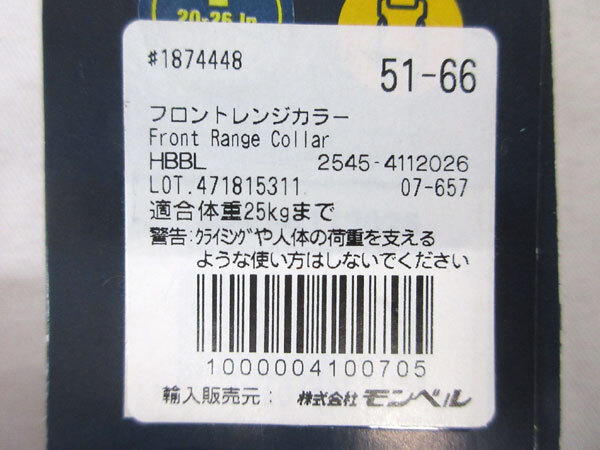 20-26 In
#1874448
51-66
フロントレンジカラー
Front Range Collar
HBBL 2545-4112026
LOT.471815311 07-657
適合体重25kgまで
警告:クライミングや人体の荷重を支える
ような使い方はしないでください
1000004100705
輸入販売元: 株式会社モンベル